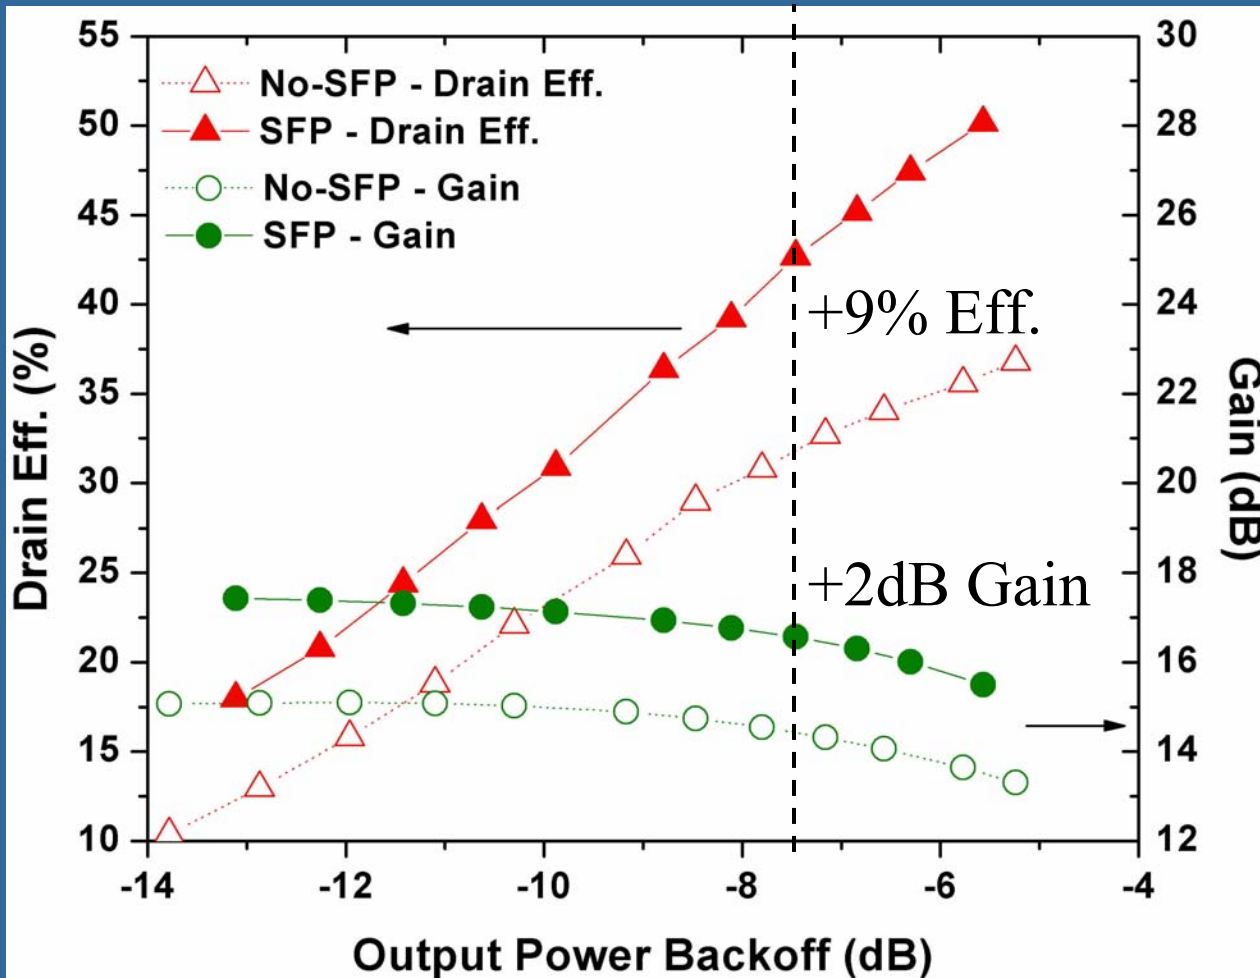 55
50
45
40
35
30
25
20
15
10
Drain Eff. (%)
No-SFP - Drain Eff.
SFP - Drain Eff.
No-SFP - Gain
SFP - Gain
+9% Eff.
+2dB Gain
30
28
26
24
22
20
18
16
14
12
Gain (dB)
-14 -12 -10 -8 -6 -4
Output Power Backoff (dB)